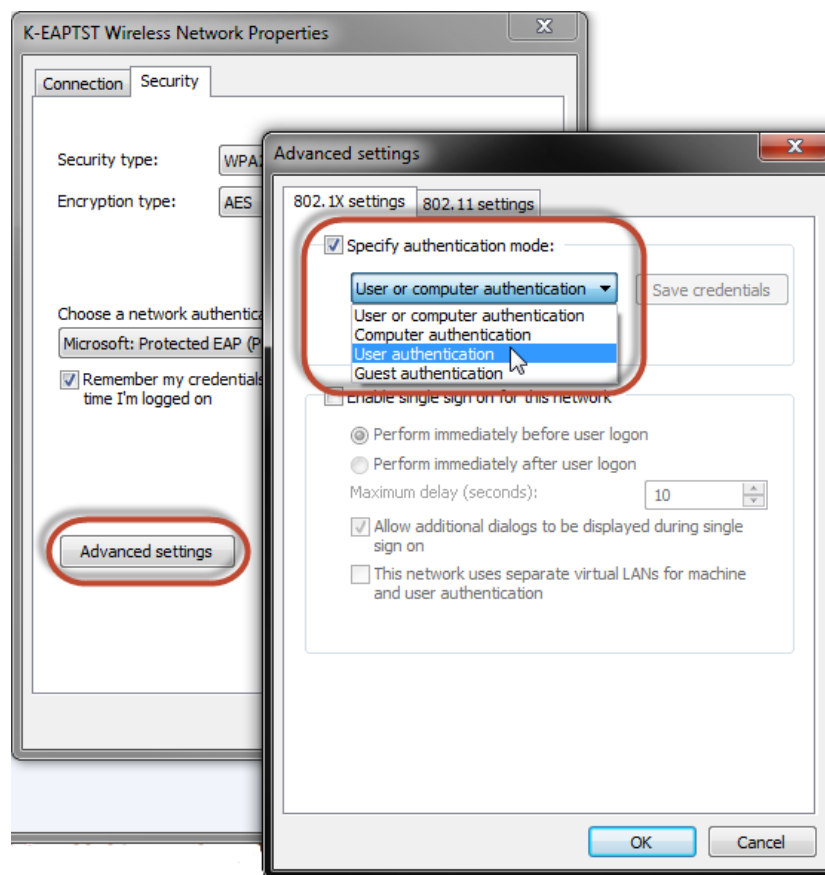 K-EAPTST Wireless Network Properties
Connection
Security
Security type:
Encryption type:
AES
Choose a network
Microsoft: Protected EAP
Remember my
time I'm logged on
Advanced settings
Advanced settings
802.1X settings
802.11 settings
Specify authentication mode:
User or computer authentication
Save credentials
User or computer authentication
Computer authentication
User authentication
Guest authentication
Enable single sign on for this network
Perform immediately before user logon
Perform immediately after user logon
Maximum delay (seconds):
10
Allow additional dialogs to be displayed during single
sign on
This network uses separate virtual LANs for machine
and user authentication
OK
Cancel